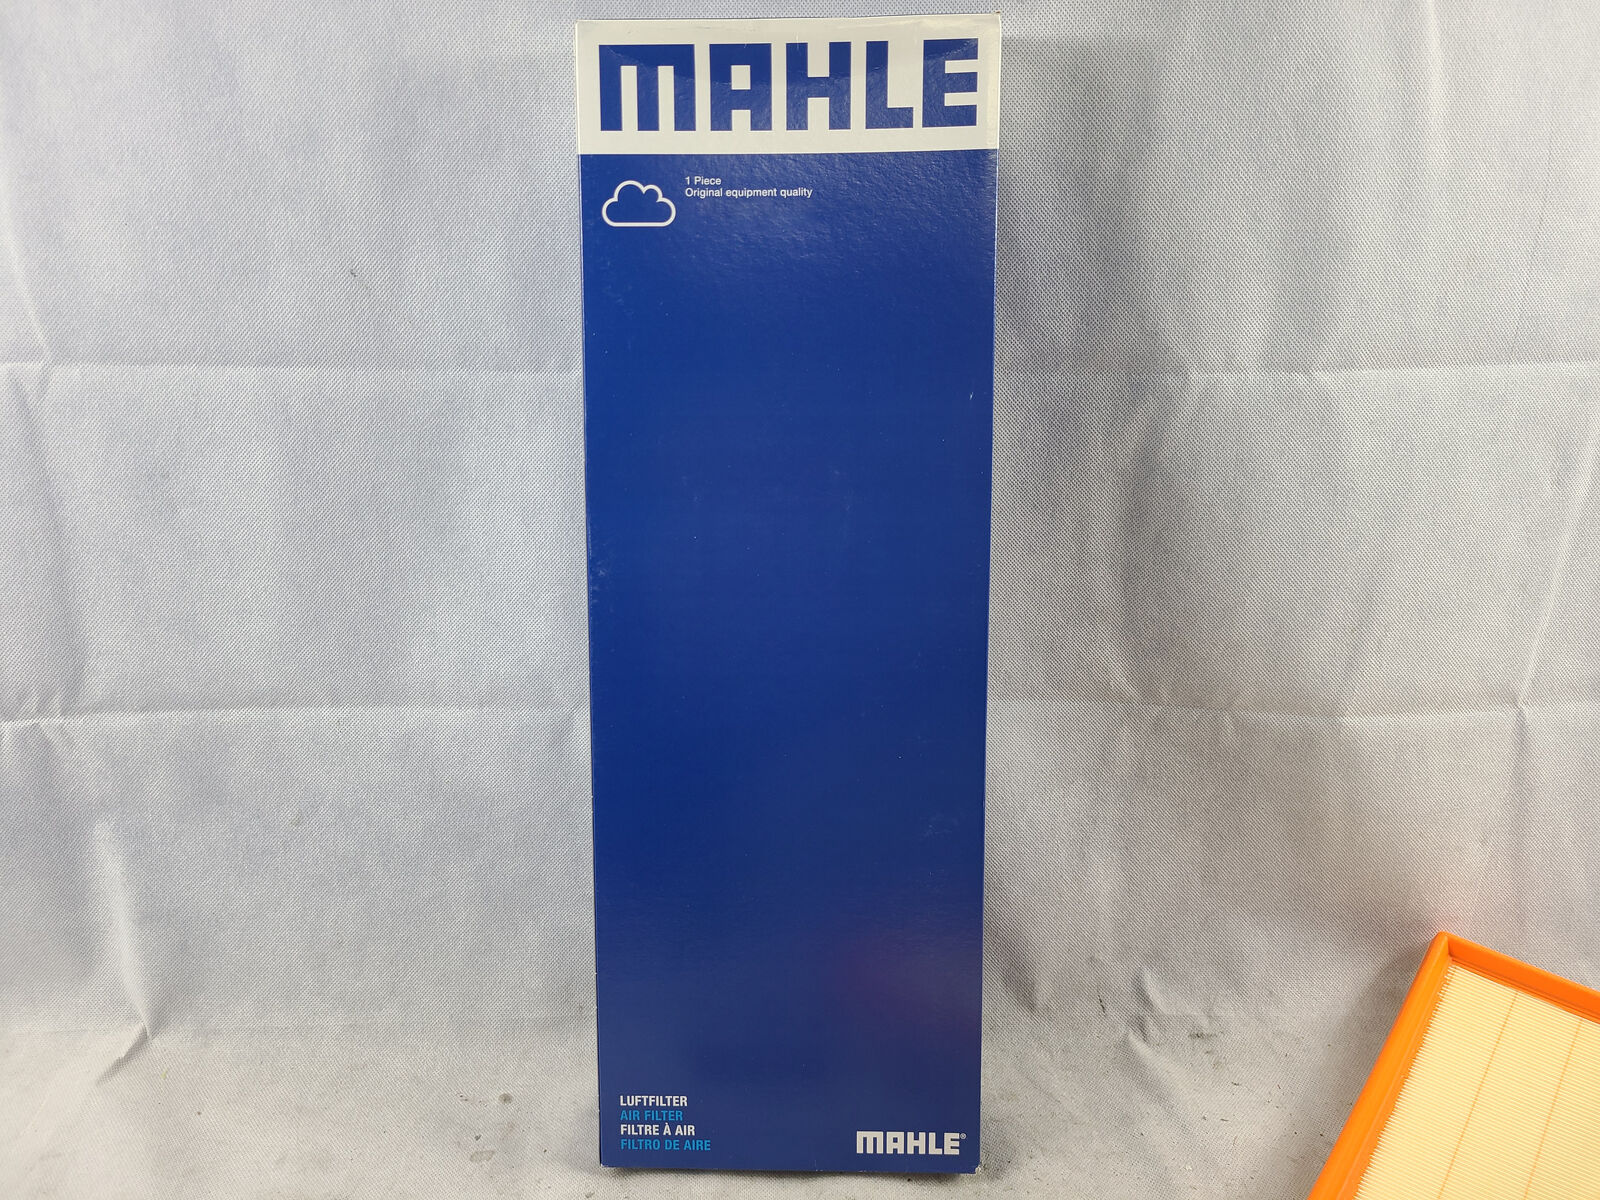 MAHLE
1 Piece
Original equipment quality
LUFTFILTER
AIR FILTER
FILTRE À AIR
FILTRO DE AIRE
MAHLE®